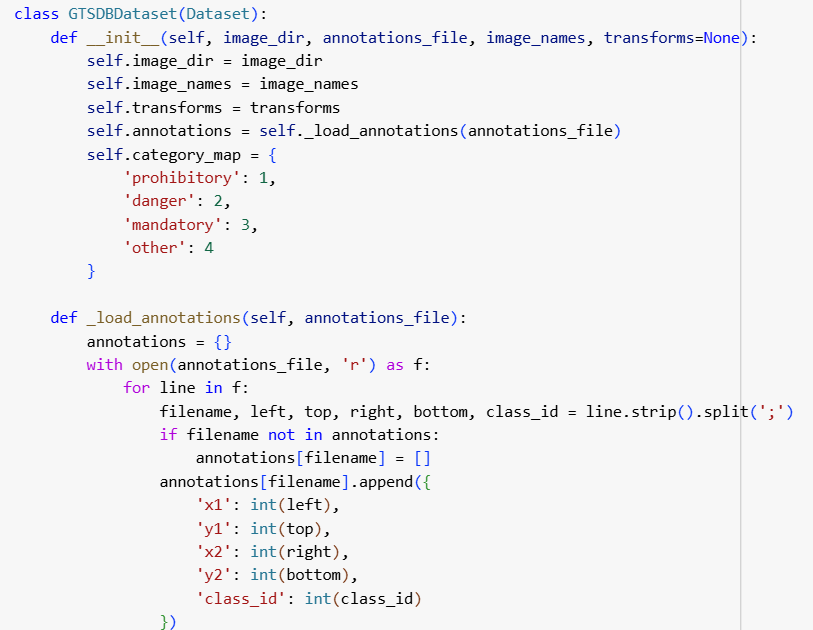 class GTSDBDataset(Dataset):
    def __init__(self, image_dir, annotations_file, image_names, transforms=None):
        self.image_dir = image_dir
        self.image_names = image_names
        self.transforms = transforms
        self.annotations = self._load_annotations(annotations_file)
        self.category_map = {
            'prohibitory': 1,
            'danger': 2,
            'mandatory': 3,
            'other': 4
        }

    def _load_annotations(self, annotations_file):
        annotations = {}
        with open(annotations_file, 'r') as f:
            for line in f:
                filename, left, top, right, bottom, class_id = line.strip().split(';')
                if filename not in annotations:
                    annotations[filename] = []
                annotations[filename].append({
                    'x1': int(left),
                    'y1': int(top),
                    'x2': int(right),
                    'y2': int(bottom),
                    'class_id': int(class_id)
                })